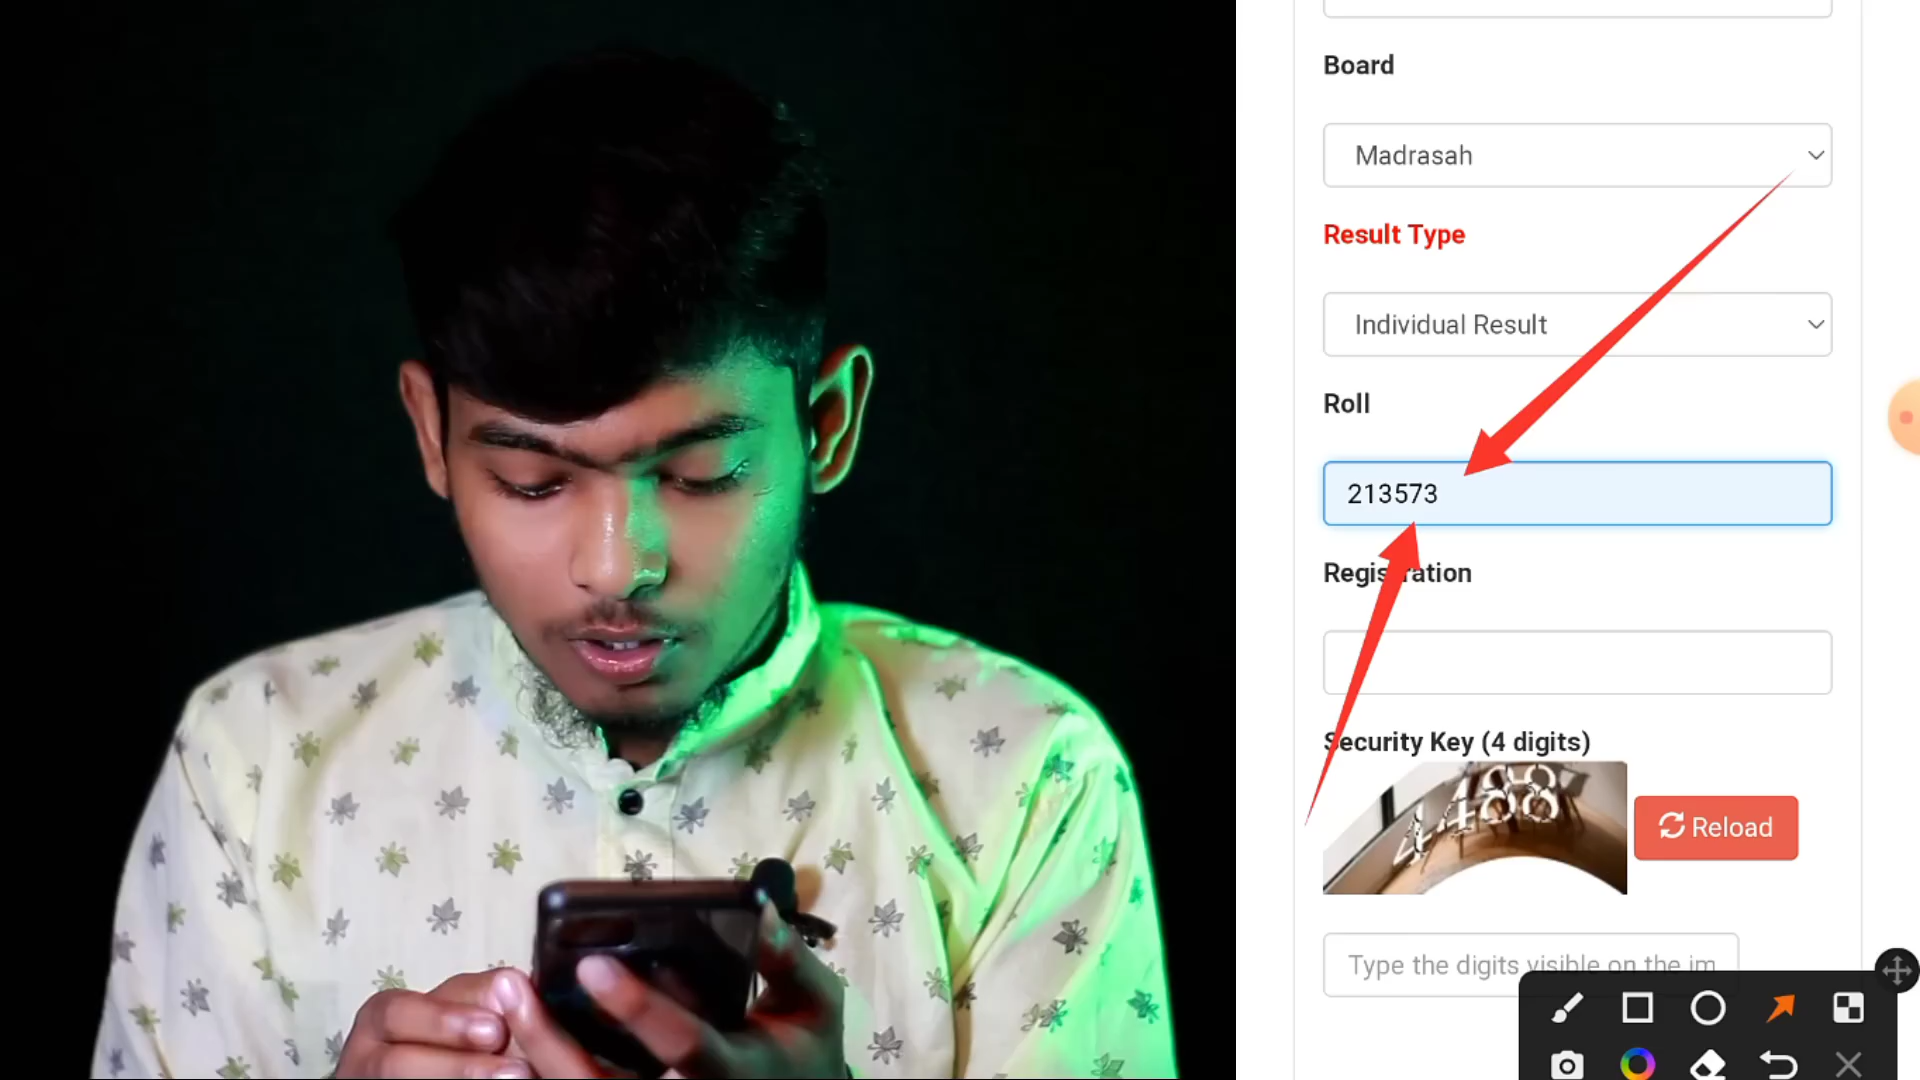 Board
Madrasah
Result Type
Individual Result
Roll
213573
Registration
Security Key (4 digits)
4488
Reload
Type the digits visible on the im